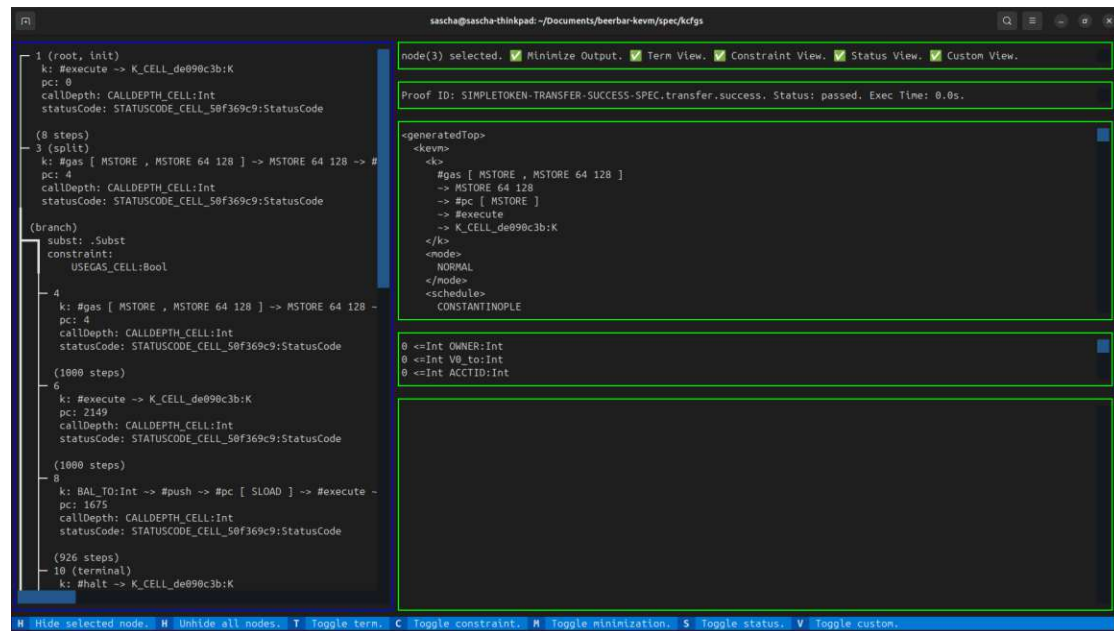 sascha@sascha-thinkpad: ~/Documents/beerbar-kevm/spec/kcfgs
1 (root, init)
k: #execute ~> K_CELL_de090c3b:K
pc: 0
callDepth: CALLDEPTH_CELL:Int
statusCode: STATUSCODE_CELL_50f369c9:StatusCode
(8 steps)
3 (split)
k: #gas [ MSTORE , MSTORE 64 128 ] ~> MSTORE 64 128 ~> #
pc: 4
callDepth: CALLDEPTH_CELL:Int
statusCode: STATUSCODE_CELL_50f369c9:StatusCode
(branch)
subst: .Subst
constraint:
USEGAS_CELL:Bool
4
k: #gas [ MSTORE , MSTORE 64 128 ] ~> MSTORE 64 128 ~
pc: 4
callDepth: CALLDEPTH_CELL:Int
statusCode: STATUSCODE_CELL_50f369c9:StatusCode
(1000 steps)
6
k: #execute ~> K_CELL_de090c3b:K
pc: 2149
callDepth: CALLDEPTH_CELL:Int
statusCode: STATUSCODE_CELL_50f369c9:StatusCode
(1000 steps)
8
k: BAL_TO:Int ~> #push ~> #pc [ SLOAD ] ~> #execute ~
pc: 1675
callDepth: CALLDEPTH_CELL:Int
statusCode: STATUSCODE_CELL_50f369c9:StatusCode
(926 steps)
10 (terminal)
k: #halt ~> K_CELL_de090c3b:K
node(3) selected. ✅ Minimize Output. ✅ Term View. ✅ Constraint View. ✅ Status View. ✅ Custom View.
Proof ID: SIMPLETOKEN-TRANSFER-SUCCESS-SPEC.transfer.success. Status: passed. Exec Time: 0.0s.
<generatedTop>
<kevm>
<k>
#gas [ MSTORE , MSTORE 64 128 ]
~> MSTORE 64 128
~> #pc [ MSTORE ]
~> #execute
~> K_CELL_de090c3b:K
</k>
<mode>
NORMAL
</mode>
<schedule>
CONSTANTINOPLE
0 <=Int OWNER:Int
0 <=Int V0_to:Int
0 <=Int ACCTID:Int
H Hide selected node. H Unhide all nodes. T Toggle term. C Toggle constraint. M Toggle minimization. S Toggle status. V Toggle custom.